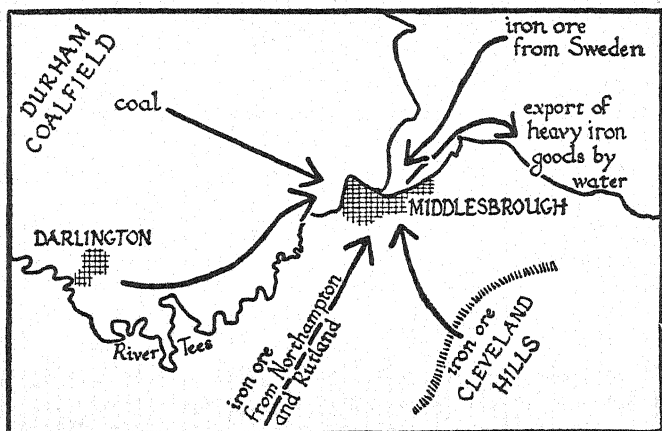 DURHAM
COALFIELD
coal
iron ore
from Sweden
export of
heavy iron
goods by
water
MIDDLESBROUGH
DARLINGTON
River Tees
iron ore
from Northampton
and Rutland
iron ore
CLEVELAND
HILLS